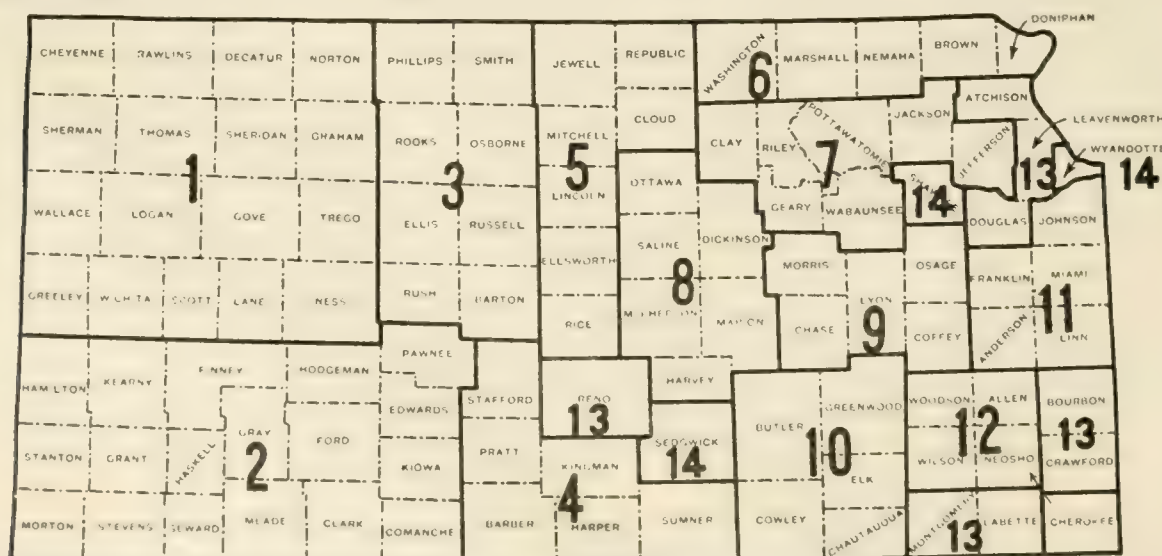 DONIPHAN
CHEYENNE RAWLINS DECATUR NORTON PHILLIPS SMITH JEWELL REPUBLIC WASHINGTON MARSHALL NEMAHA BROWN
6
ATCHISON
SHERMAN THOMAS SHERIDAN GRAHAM ROOKS OSBORNE MITCHELL CLOUD CLAY RILEY POTTAWATOMIE JACKSON JEFFERSON LEAVENWORTH
WYANDOTTE
1 3 5 7 13 14
LINCOLN OTTAWA
WALLACE LOGAN GOVE TREGO ELLIS RUSSELL GEARY WABAUNSEE 14 DOUGLAS JOHNSON
SALINE DICKINSON
ELLSWORTH MORRIS OSAGE
8 FRANKLIN MIAMI
GREELEY WICHITA SCOTT LANE NESS RUSH BARTON RICE MARION CHASE LYON COFFEY ANDERSON LINN
9 11
PAWNEE
HAMILTON KEARNY FINNEY HODGEMAN EDWARDS STAFFORD RENO HARVEY BUTLER GREENWOOD WOODSON ALLEN BOURBON
13
GRAY FORD SEDGWICK 12 13
STANTON GRANT HASKELL 2 KIOWA PRATT KINGMAN 14 10 ELK WILSON NEOSHO CRAWFORD
4
MORTON STEVENS SEWARD MEADE CLARK COMANCHE BARBER HARPER SUMNER COWLEY CHAUTAUQUA MONTGOMERY LABETTE CHEROKEE
13